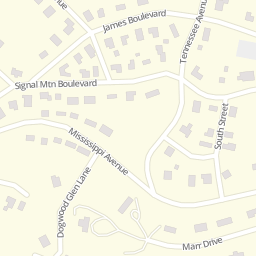 James Boulevard
Tennessee Avenue
Signal Mtn Boulevard
South Street
Mississippi Avenue
Dogwood Glen Lane
Marr Drive